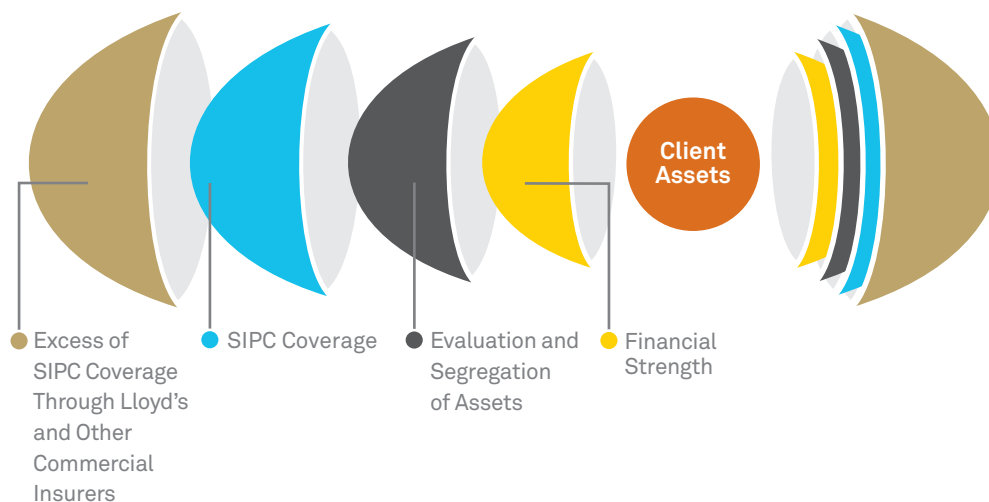 Client
Assets
Excess of
SIPC Coverage
Through Lloyd’s
and Other
Commercial
Insurers
SIPC Coverage
Evaluation and
Segregation
of Assets
Financial
Strength